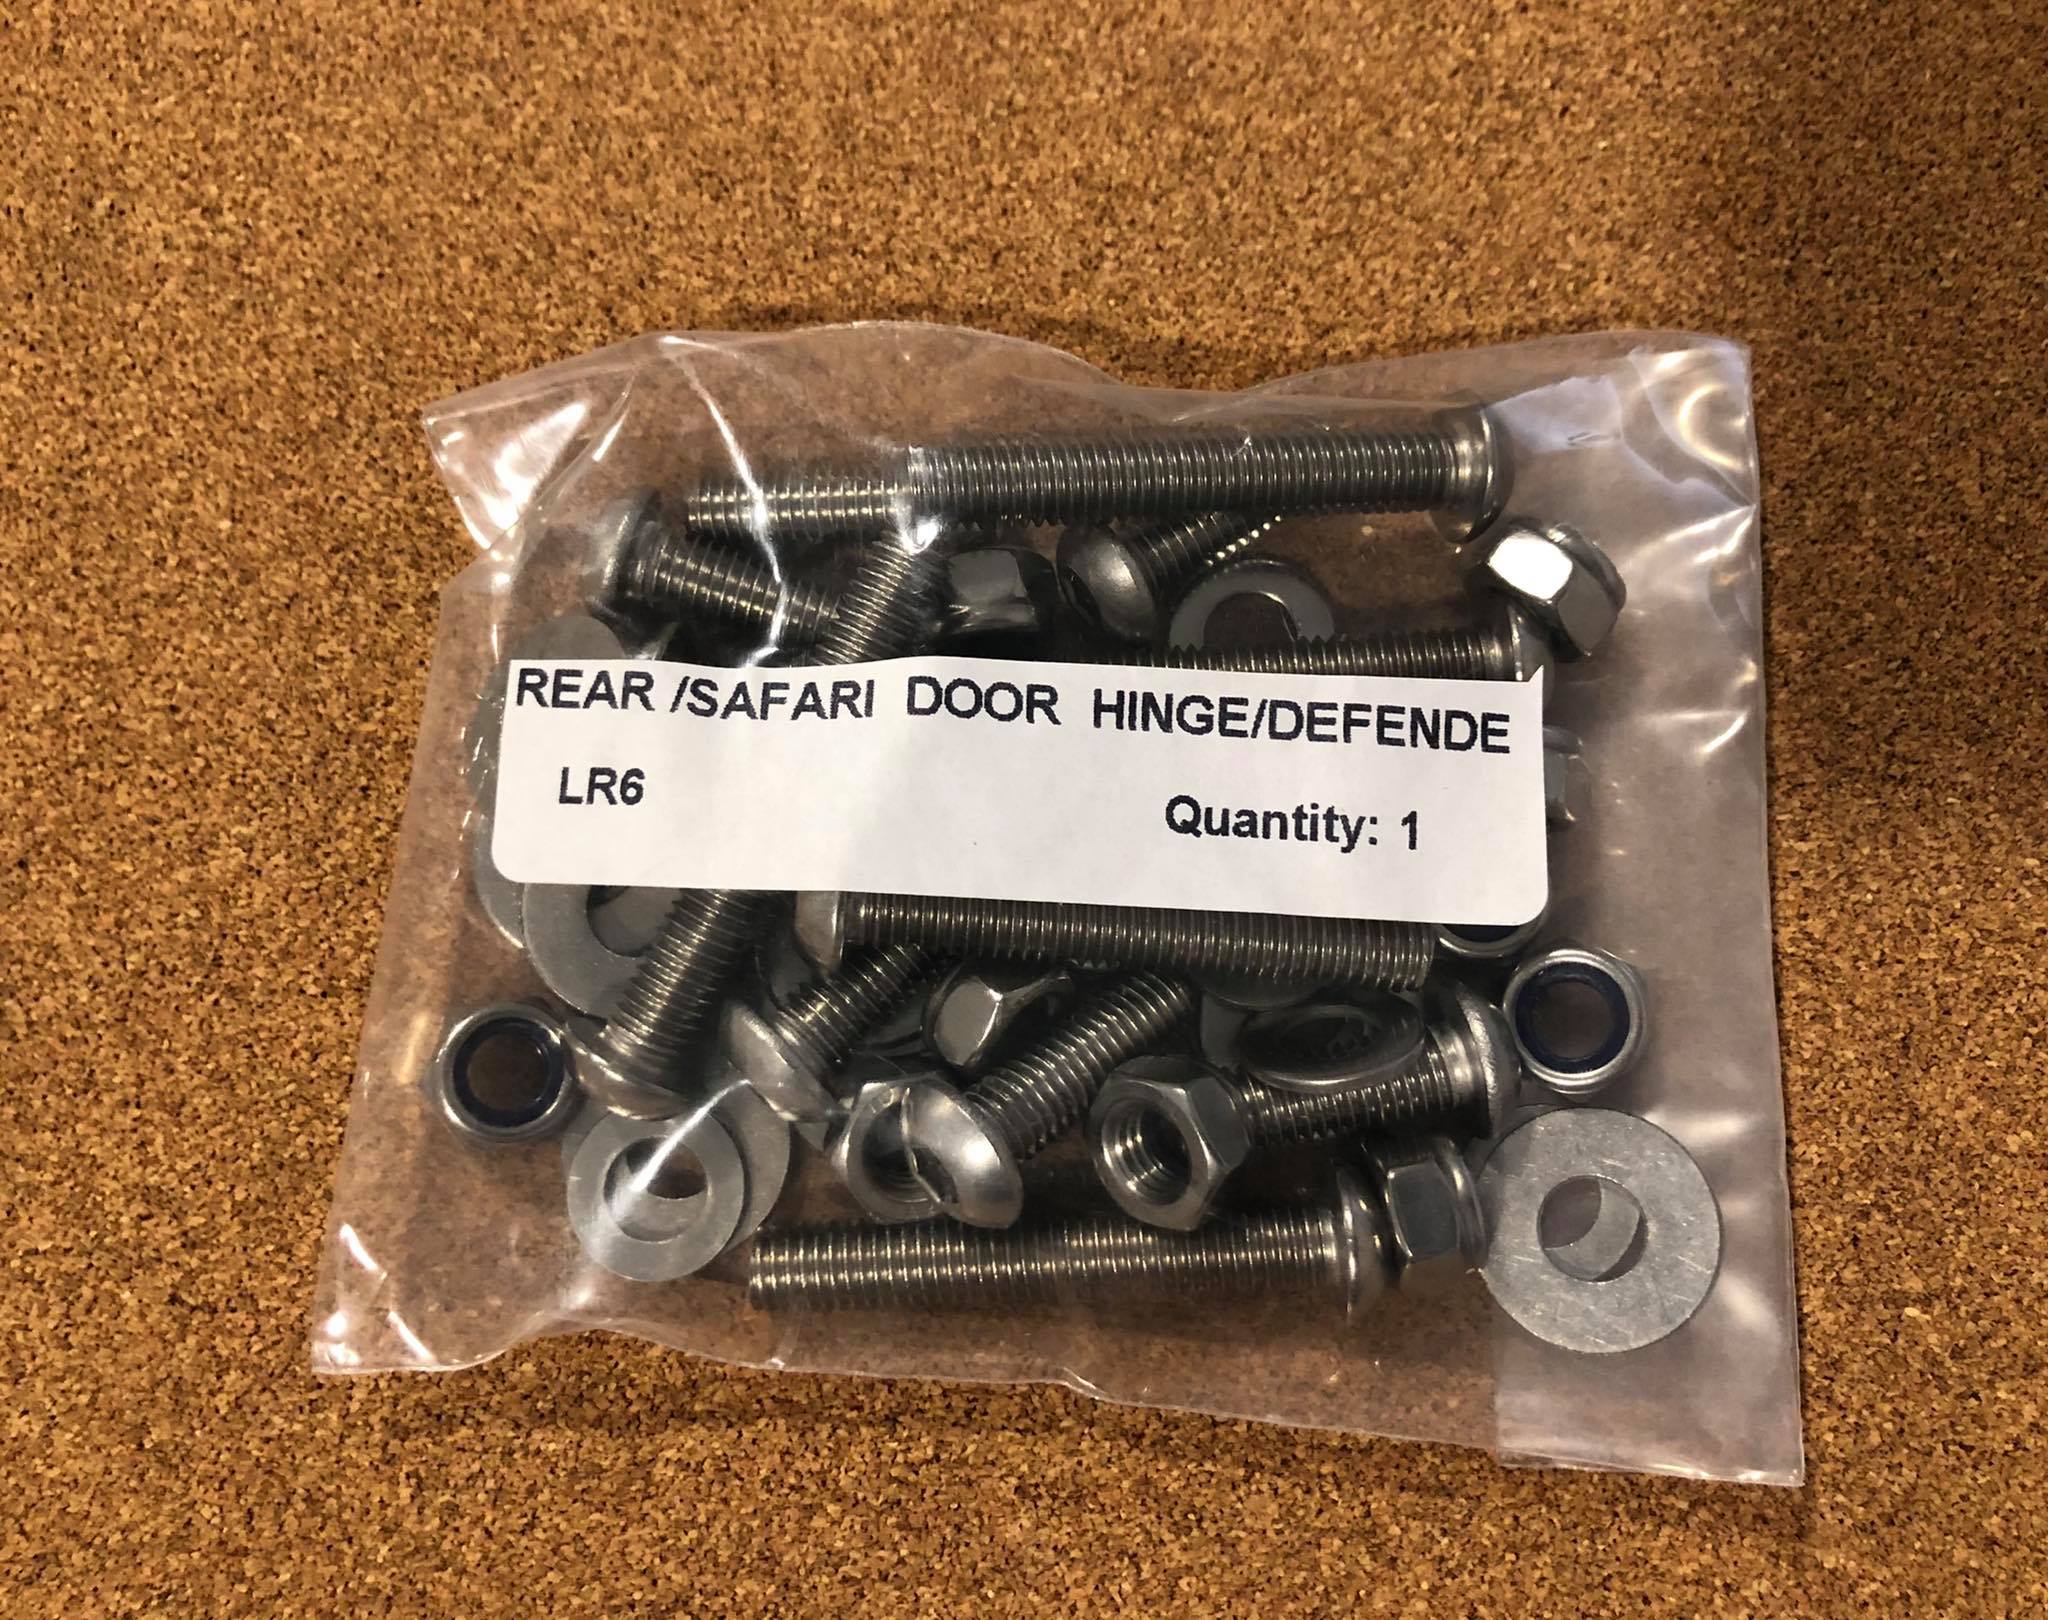 REAR /SAFARI DOOR HINGE/DEFENDE
LR6
Quantity: 1